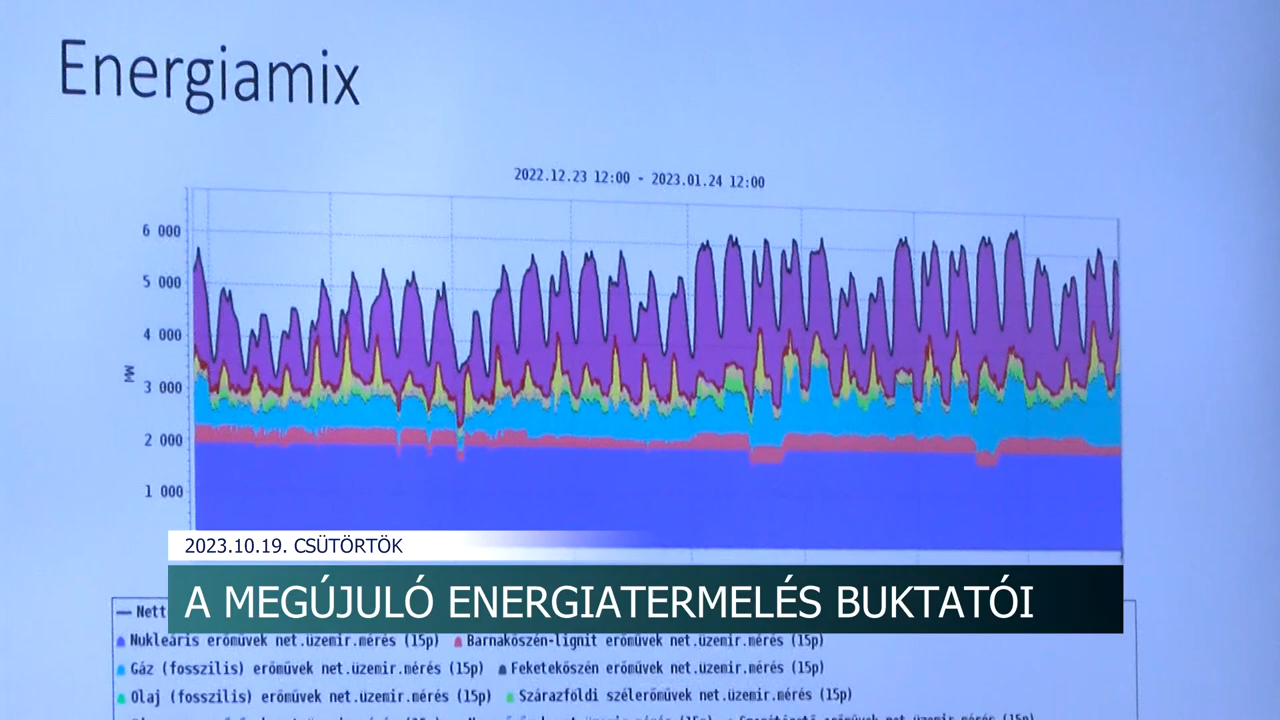 Energiamix
2022.12.23 12:00 - 2023.01.24 12:00
6 000
5 000
4 000
3 000
2 000
1 000
MW
2023.10.19. CSÜTÖRTÖK
A MEGÚJULÓ ENERGIATERMELÉS BUKTATÓI
Nukleáris erőművek net.üzemir.mérés (15p) Barnakőszén-lignit erőművek net.üzemir.mérés (15p)
Gáz (fosszilis) erőművek net.üzemir.mérés (15p) Feketekőszén erőművek net.üzemir.mérés (15p)
Olaj (fosszilis) erőművek net.üzemir.mérés (15p) Szárazföldi szélerőművek net.üzemir.mérés (15p)